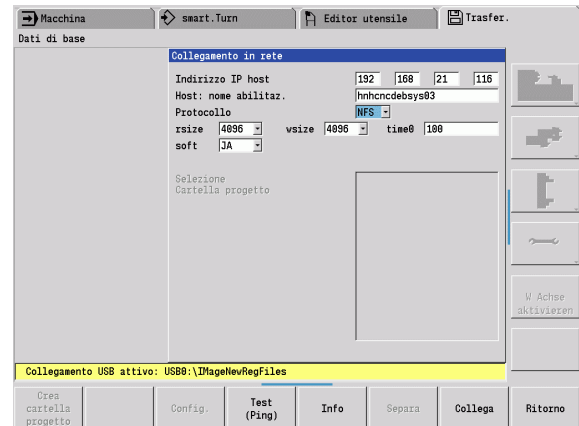 Macchina
smart.Turn
Editor utensile
Trasfer.
Dati di base
Collegamento in rete
Indirizzo IP host 192 168 21 116
Host: nome abilitaz. hnhcncdebsys03
Protocollo NFS
rsize 4096 wsize 4096 time0 100
soft JA
Selezione
Cartella progetto
W Achse
aktivieren
Collegamento USB attivo: USB0:\IMageNewRegFiles
Crea
cartella
progetto
Config.
Test
(Ping)
Info
Separa
Collega
Ritorno